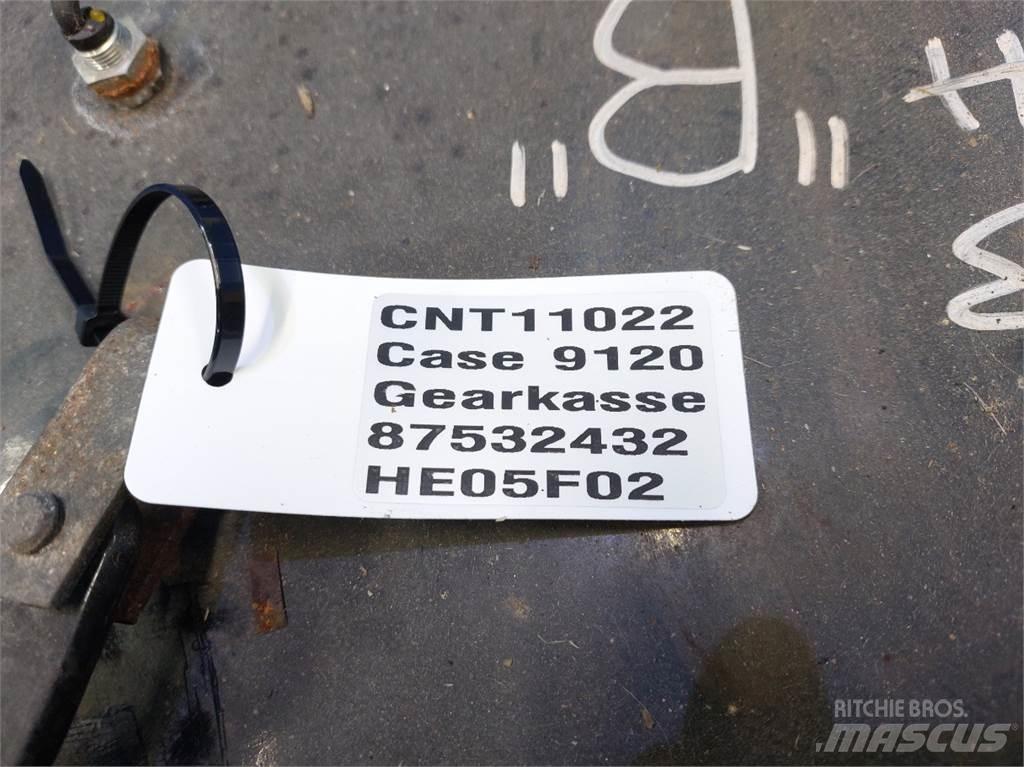 "B"
CNT11022
Case 9120
Gearkasse
87532432
HE05F02
RITCHIE BROS.
MASCUS